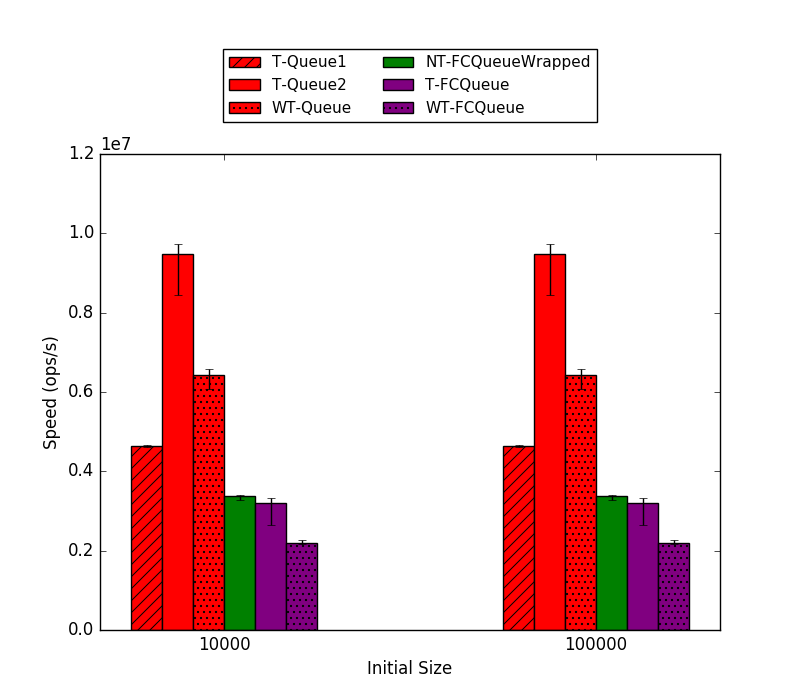 T-Queue1
T-Queue2
WT-Queue
NT-FCQueueWrapped
T-FCQueue
WT-FCQueue
1e7
1.2
1.0
0.8
0.6
0.4
0.2
0.0
Speed (ops/s)
10000
100000
Initial Size